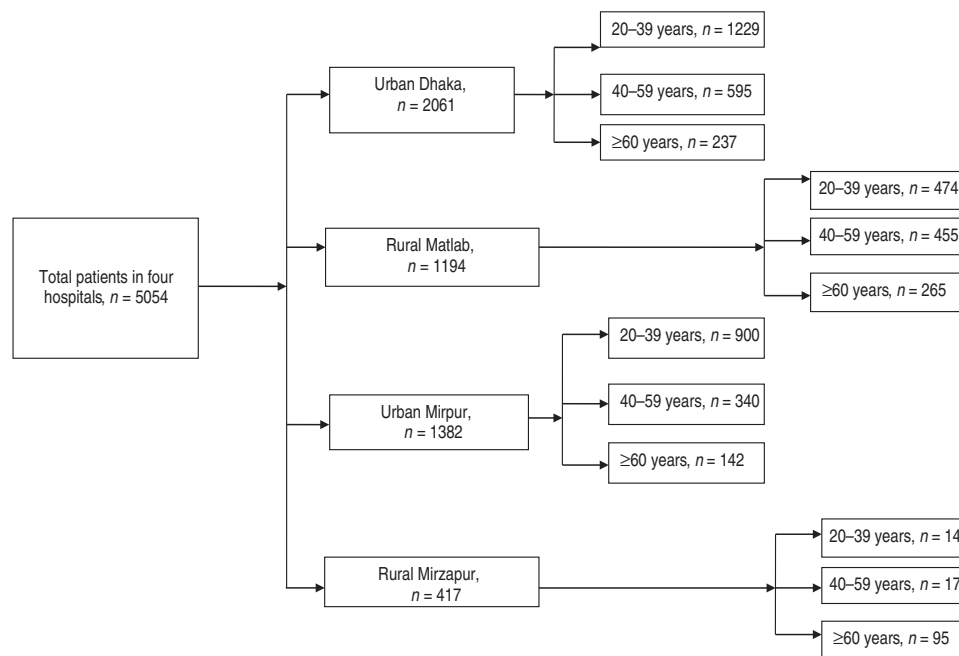 Total patients in four
hospitals, n = 5054
Urban Dhaka,
n = 2061
20–39 years, n = 1229
40–59 years, n = 595
≥60 years, n = 237
Rural Matlab,
n = 1194
20–39 years, n = 474
40–59 years, n = 455
≥60 years, n = 265
Urban Mirpur,
n = 1382
20–39 years, n = 900
40–59 years, n = 340
≥60 years, n = 142
Rural Mirzapur,
n = 417
20–39 years, n = 14
40–59 years, n = 17
≥60 years, n = 95